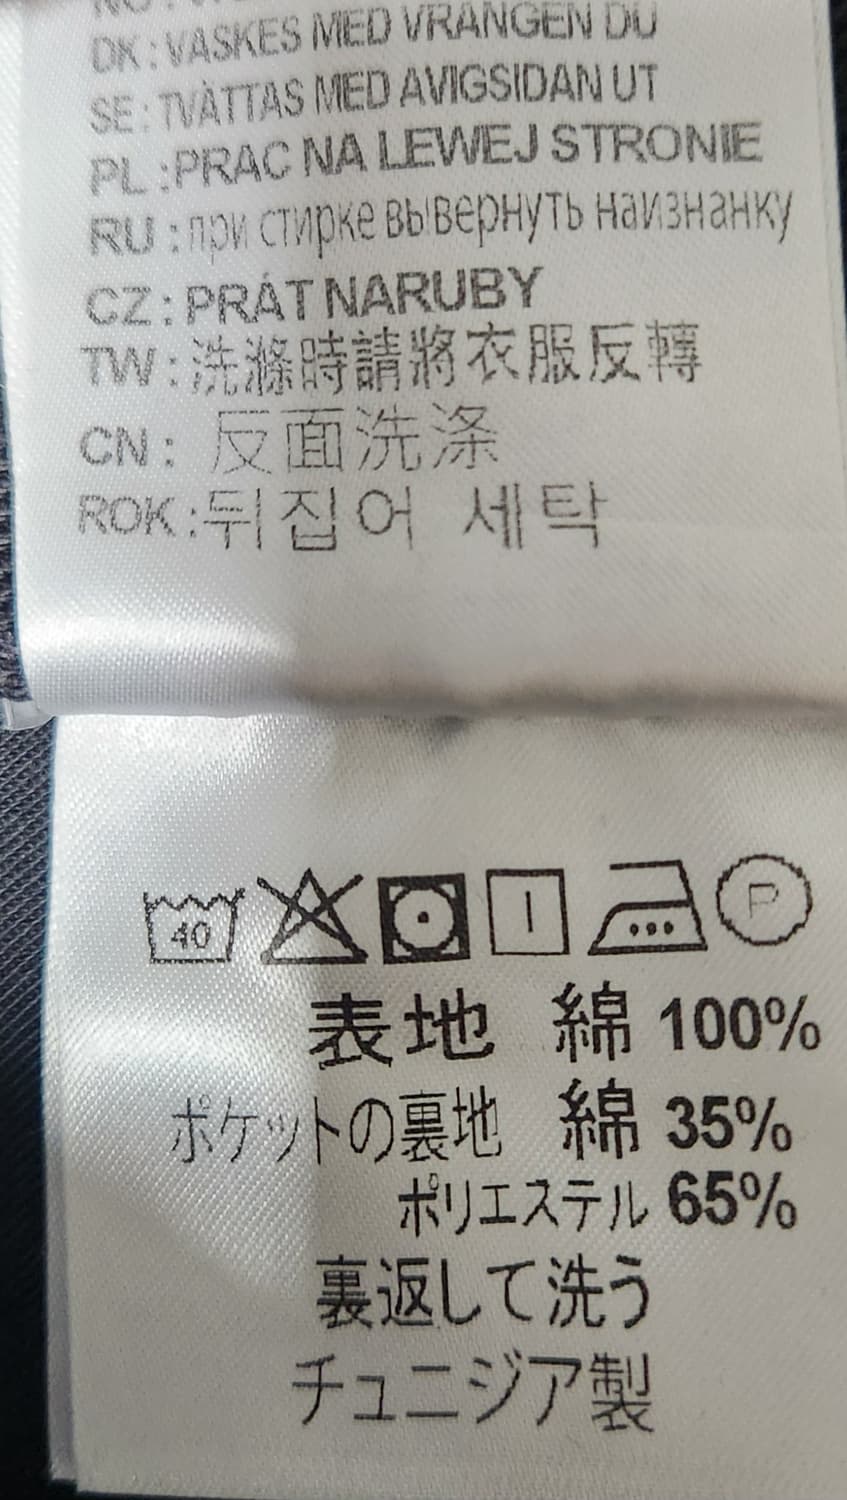 DK : VASKES MED VRANGEN DU
SE : TVÄTTAS MED AVIGSIDAN UT
PL : PRAC NA LEWEJ STRONIE
RU : при стирке вывернуть наизнанку
CZ : PRÁT NARUBY
TW : 洗滌時請將衣服反轉
CN : 反面洗涤
ROK : 뒤집어 세탁
40 P
表地 綿 100%
ポケットの裏地 綿 35%
ポリエステル 65%
裏返して洗う
チュニジア製